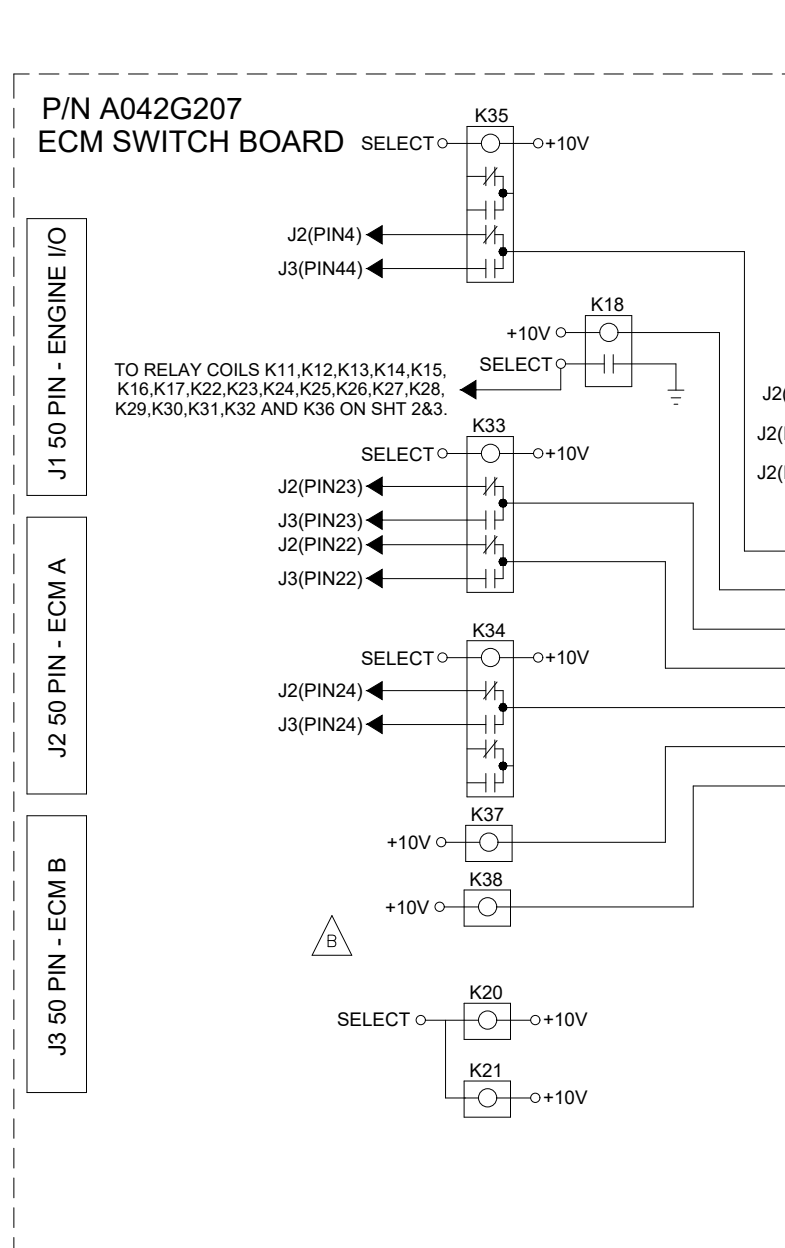 P/N A042G207
ECM SWITCH BOARD
K35
SELECT
+10V
J2(PIN4)
J3(PIN44)
J1 50 PIN - ENGINE I/O
K18
+10V
SELECT
TO RELAY COILS K11,K12,K13,K14,K15,
K16,K17,K22,K23,K24,K25,K26,K27,K28,
K29,K30,K31,K32 AND K36 ON SHT 2&3.
J2(
J2(
J2(
K33
SELECT
+10V
J2(PIN23)
J3(PIN23)
J2(PIN22)
J3(PIN22)
J2 50 PIN - ECM A
K34
SELECT
+10V
J2(PIN24)
J3(PIN24)
K37
+10V
K38
+10V
J3 50 PIN - ECM B
B
K20
SELECT
+10V
K21
+10V